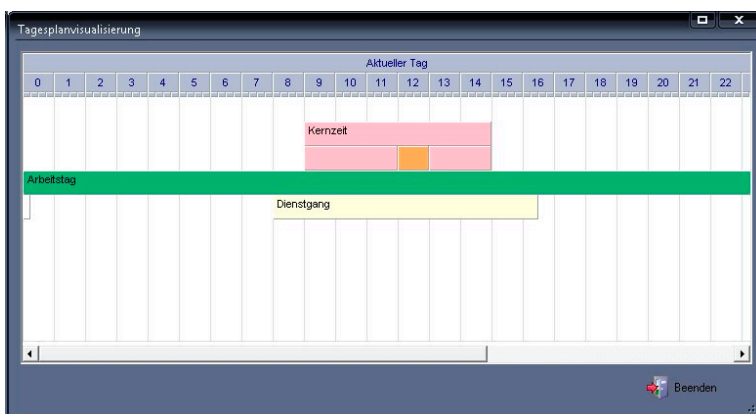 Tagesplanvisualisierung
Aktueller Tag
0 1 2 3 4 5 6 7 8 9 10 11 12 13 14 15 16 17 18 19 20 21 22
Kernzeit
Arbeitstag
Dienstgang
Beenden